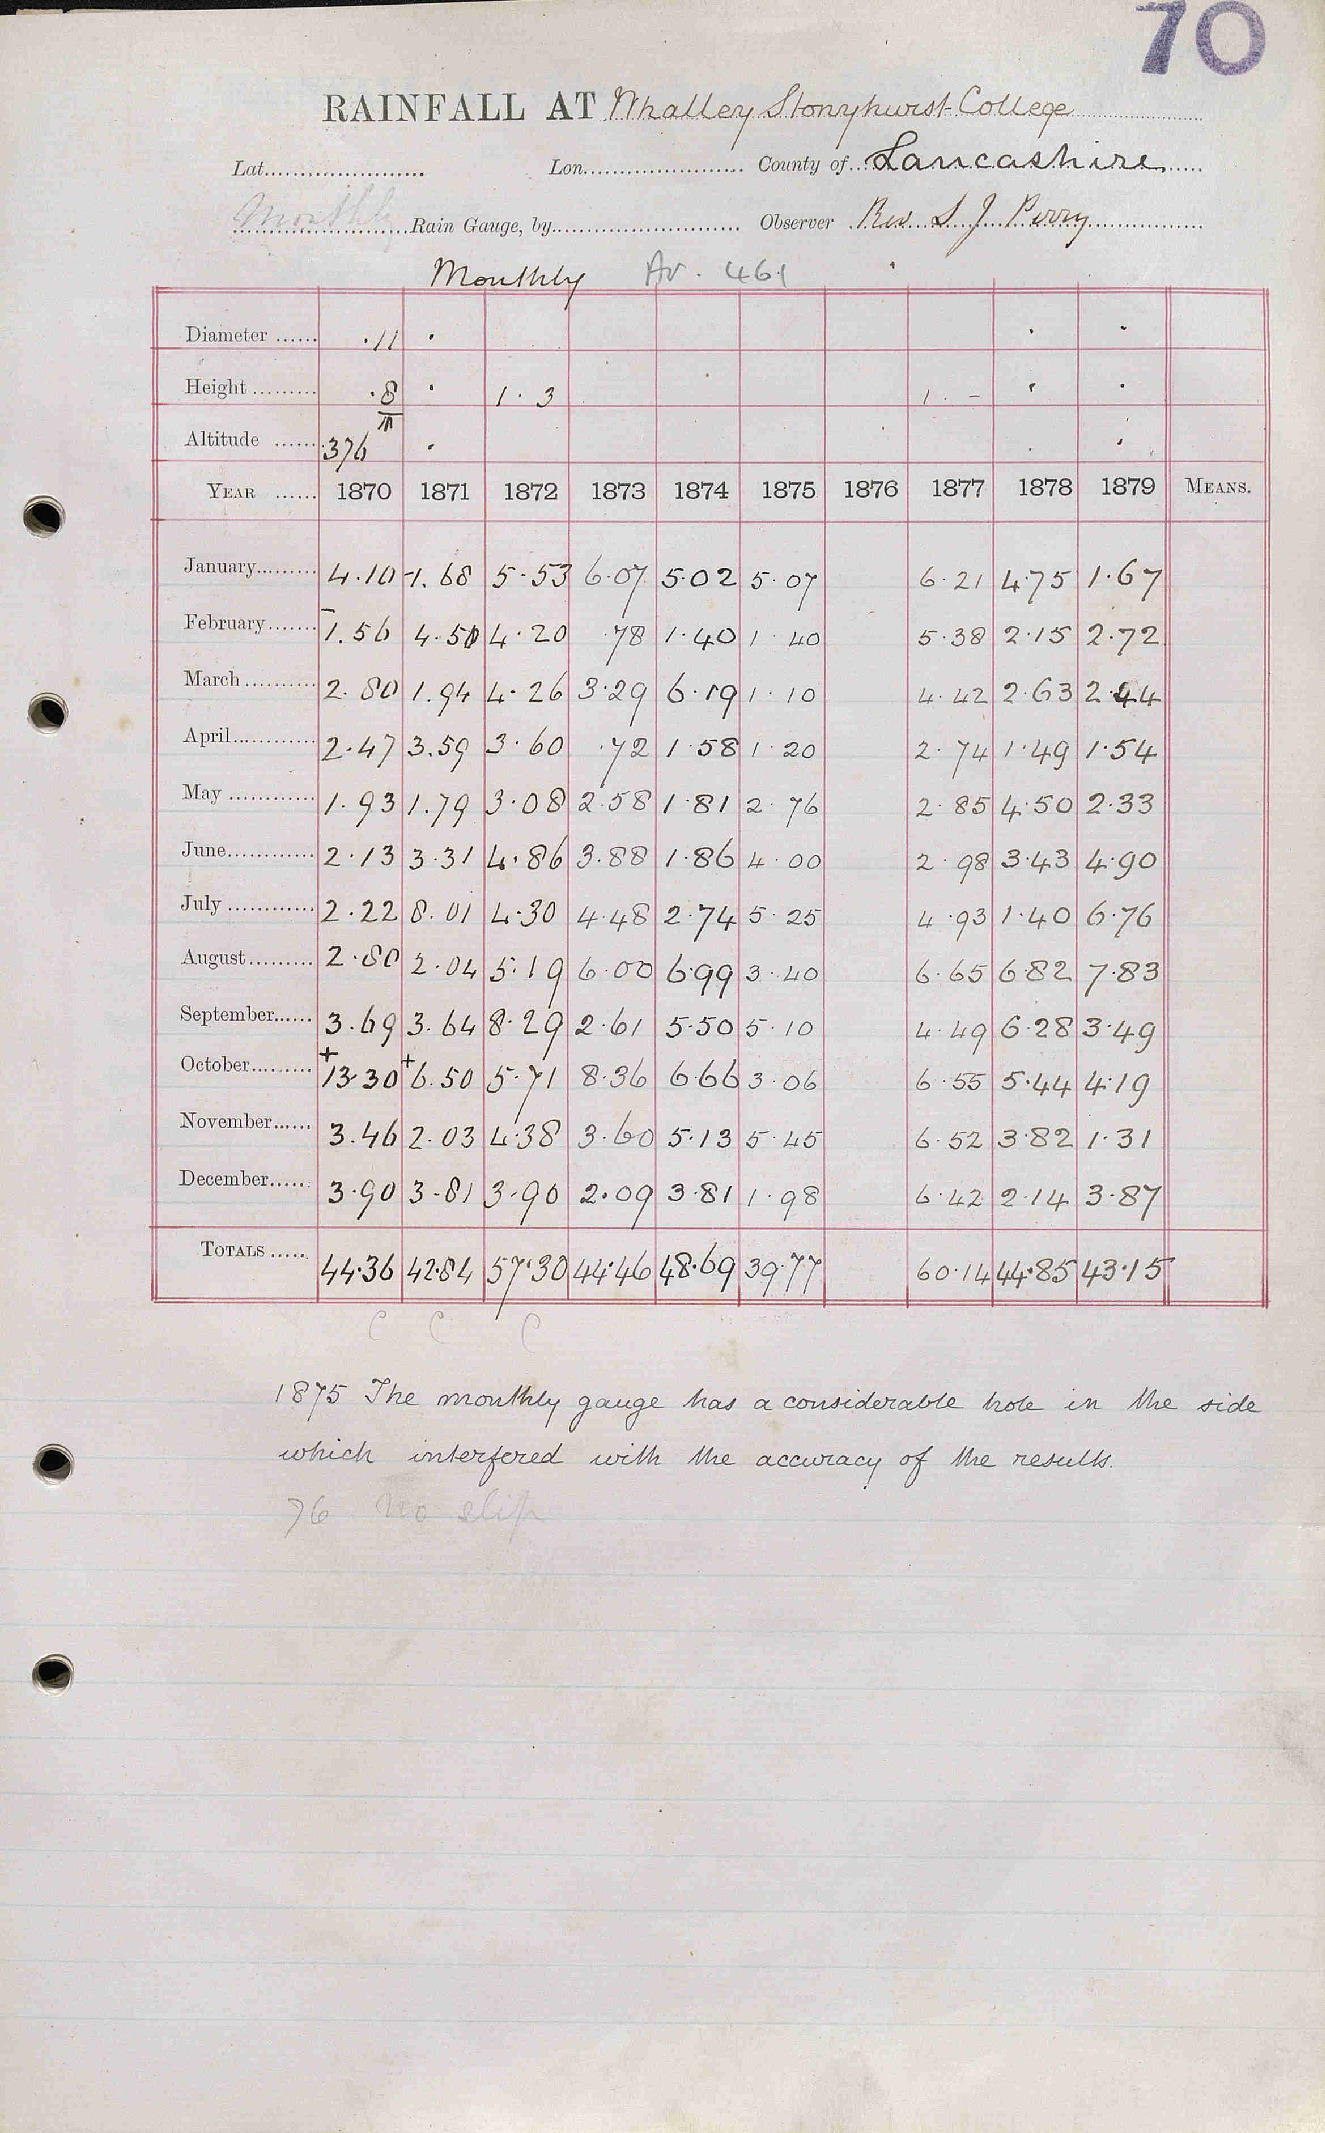 70
RAINFALL AT Whalley Stonyhurst College
Lat. Lon. County of Lancashire
Monthly Rain Gauge, by Observer Rev. S J Perry
Monthly Av. 461
Diameter .11
Height .8 1.3 1.-
Altitude 376
YEAR 1870 1871 1872 1873 1874 1875 1876 1877 1878 1879 MEANS.
January 4.10 1.68 5.53 6.07 5.02 5.07 6.21 4.75 1.67
February 1.56 4.50 4.20 .78 1.40 1.40 5.38 2.15 2.72
March 2.80 1.94 4.26 3.29 6.19 1.10 4.42 2.63 2.54
April 2.47 3.59 3.60 .72 1.58 1.20 2.74 1.49 1.54
May 1.93 1.79 3.08 2.58 1.81 2.76 2.85 4.50 2.33
June 2.13 3.31 4.86 3.88 1.86 4.00 2.98 3.43 4.90
July 2.22 8.01 4.30 4.48 2.74 5.25 4.93 1.40 6.76
August 2.80 2.04 5.19 6.00 6.99 3.40 6.65 6.82 7.83
September 3.69 3.64 8.29 2.61 5.50 5.10 4.49 6.28 3.49
October +13.30 +6.50 5.71 8.36 6.66 3.06 6.55 5.44 4.19
November 3.46 2.03 4.38 3.60 5.13 5.45 6.52 3.82 1.31
December 3.90 3.81 3.90 2.09 3.81 1.98 6.42 2.14 3.87
TOTALS 44.36 42.84 57.30 44.46 48.69 39.77 60.14 44.85 43.15
C C C
1875 The monthly gauge has a considerable hole in the side
which interfered with the accuracy of the results.
76 No slip